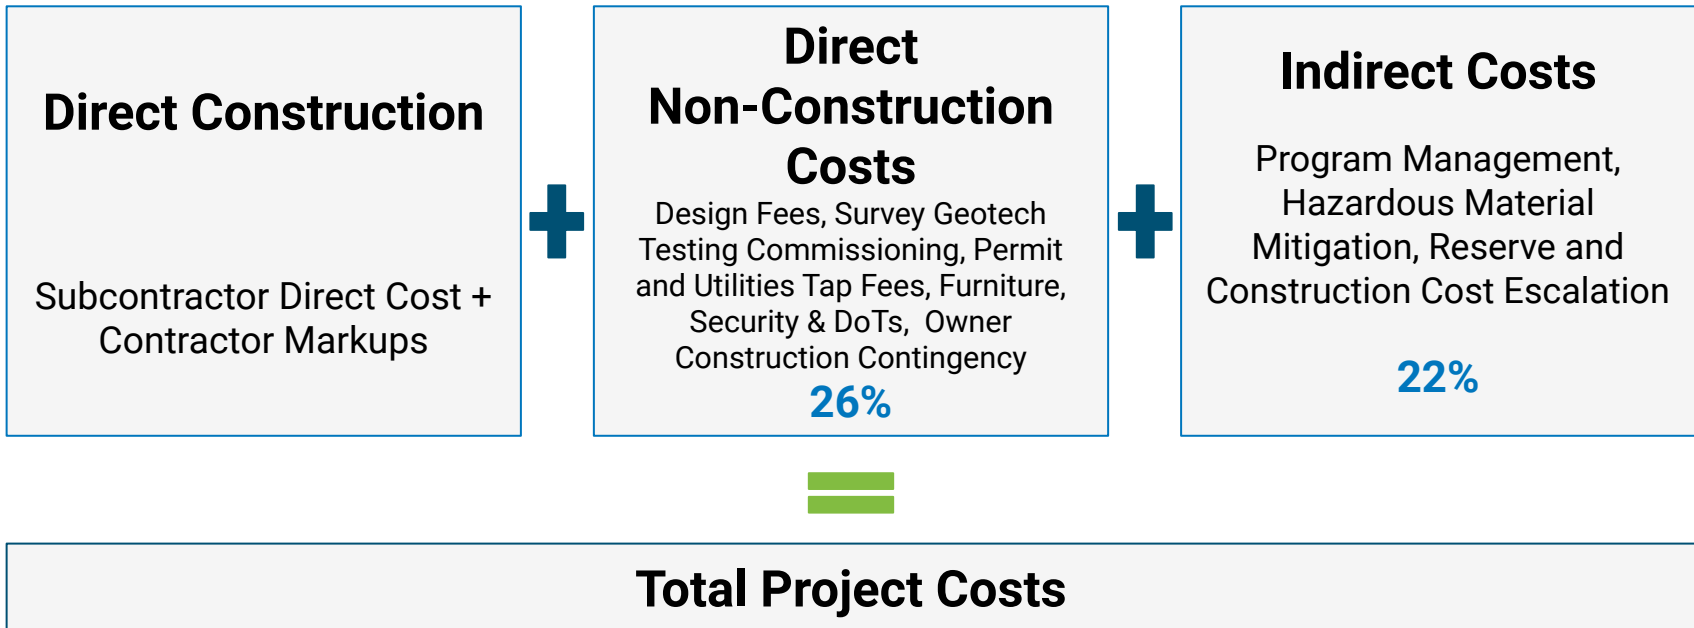 Direct Construction
Subcontractor Direct Cost +
Contractor Markups
Direct
Non-Construction
Costs
Design Fees, Survey Geotech
Testing Commissioning, Permit
and Utilities Tap Fees, Furniture,
Security & DoTs,  Owner
Construction Contingency
26%
Indirect Costs
Program Management,
Hazardous Material
Mitigation, Reserve and
Construction Cost Escalation
22%
Total Project Costs